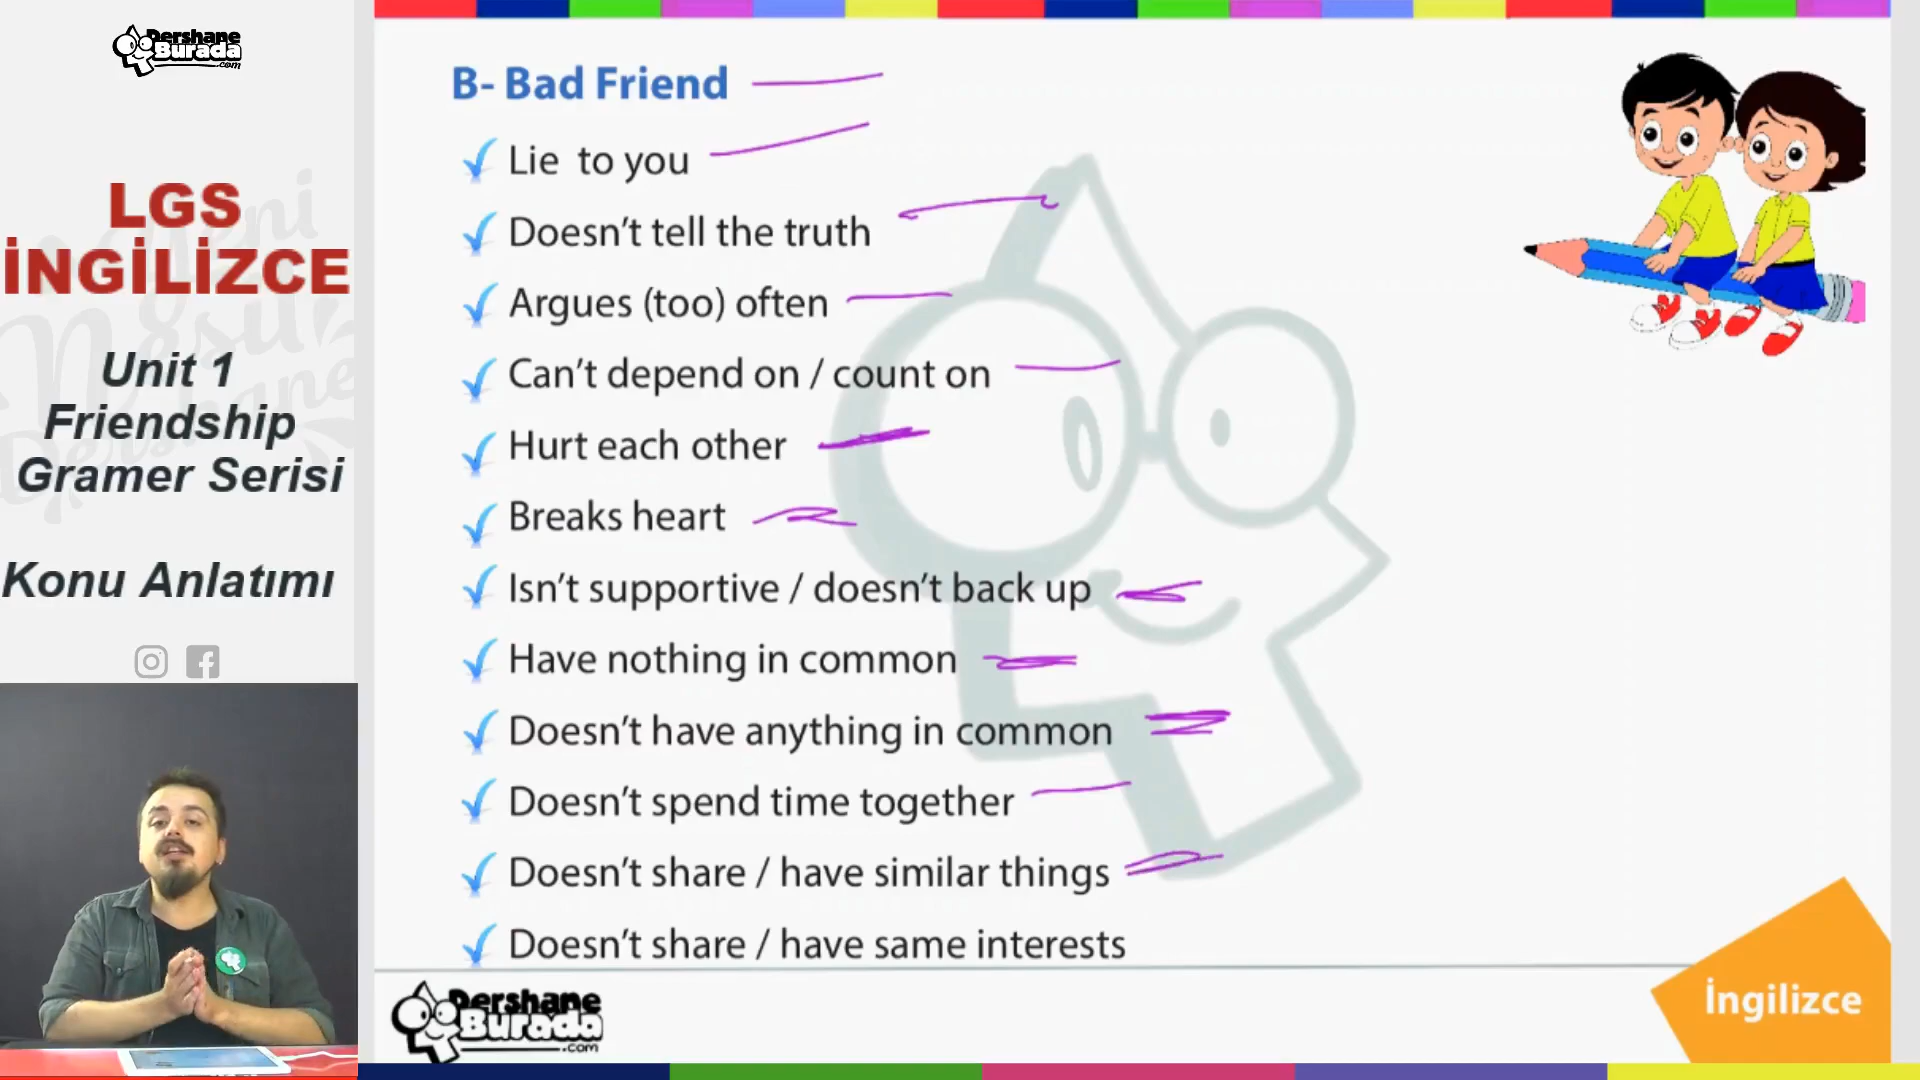 Dershane
Burada
.com
LGS
İNGİLİZCE
Unit 1
Friendship
Gramer Serisi
Konu Anlatımı
B- Bad Friend
Lie to you
Doesn't tell the truth
Argues (too) often
Can't depend on / count on
Hurt each other
Breaks heart
Isn't supportive / doesn't back up
Have nothing in common
Doesn't have anything in common
Doesn't spend time together
Doesn't share / have similar things
Doesn't share / have same interests
Dershane
Burada
.com
İngilizce